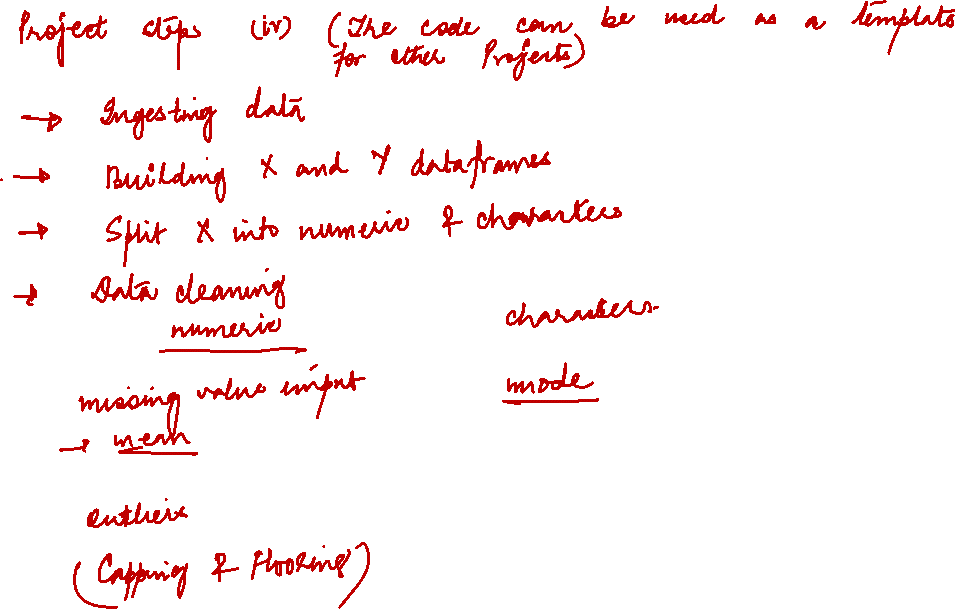 Project steps (iv) (The code can be used as a template
for other Projects)
→ Ingesting data
→ Building X and Y dataframes
→ Split X into numeric & characters
→ Data cleaning
numeric characters
missing value imput mode
→ mean
outliers
(Capping & Flooring)